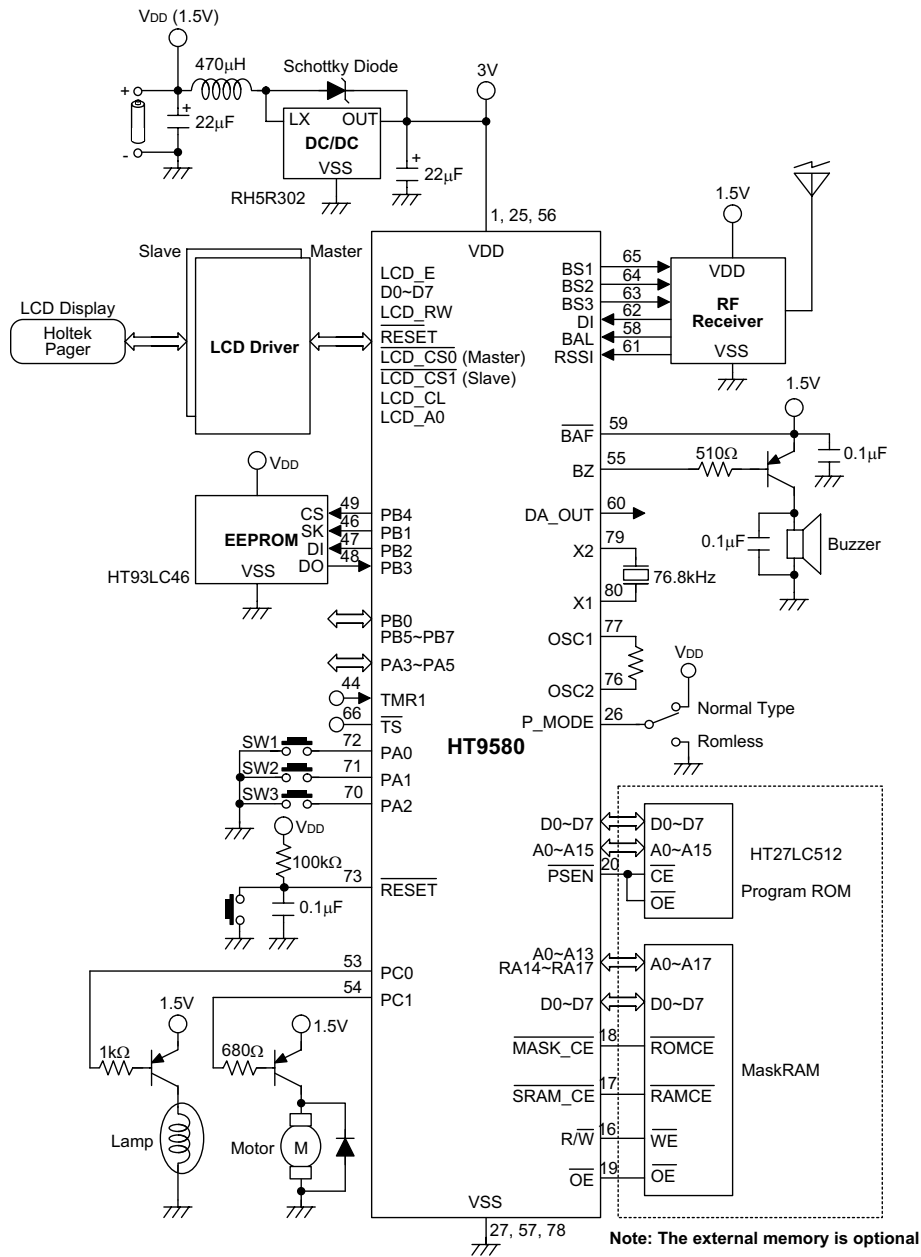 VDD (1.5V)
470μH
Schottky Diode
3V
+
+
22μF
-
LX
OUT
DC/DC
VSS
RH5R302
+
22μF
1, 25, 56
1.5V
VDD
RF
Receiver
VSS
Slave
Master
LCD Driver
LCD Display
Holtek
Pager
VDD
LCD_E
D0~D7
LCD_RW
RESET
LCD_CS0 (Master)
LCD_CS1 (Slave)
LCD_CL
LCD_A0
BS1
65
BS2
64
BS3
63
DI
62
BAL
58
RSSI
61
1.5V
BAF
59
0.1μF
BZ
55
510Ω
DA_OUT
60
0.1μF
Buzzer
X2
79
76.8kHz
X1
80
OSC1
77
OSC2
76
VDD
P_MODE
26
Normal Type
Romless
VDD
EEPROM
CS
SK
DI
DO
VSS
HT93LC46
49
PB4
46
PB1
47
PB2
48
PB3
PB0
PB5~PB7
PA3~PA5
44
TMR1
66
TS
HT9580
SW1
72
PA0
SW2
71
PA1
SW3
70
PA2
VDD
100kΩ
73
RESET
0.1μF
53
PC0
54
PC1
1.5V
1kΩ
Lamp
1.5V
680Ω
Motor
M
D0~D7
D0~D7
A0~A15
A0~A15
PSEN
20
CE
OE
HT27LC512
Program ROM
A0~A13
RA14~RA17
A0~A17
D0~D7
D0~D7
MASK_CE
18
ROMCE
SRAM_CE
17
RAMCE
R/W
16
WE
OE
19
OE
MaskRAM
VSS
27, 57, 78
Note: The external memory is optional